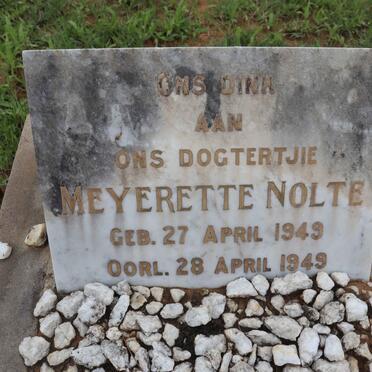 ONS DINK
AAN
ONS DOGTERTJIE
MEYERETTE NOLTE
GEB. 27 APRIL 1949
OORL. 28 APRIL 1949